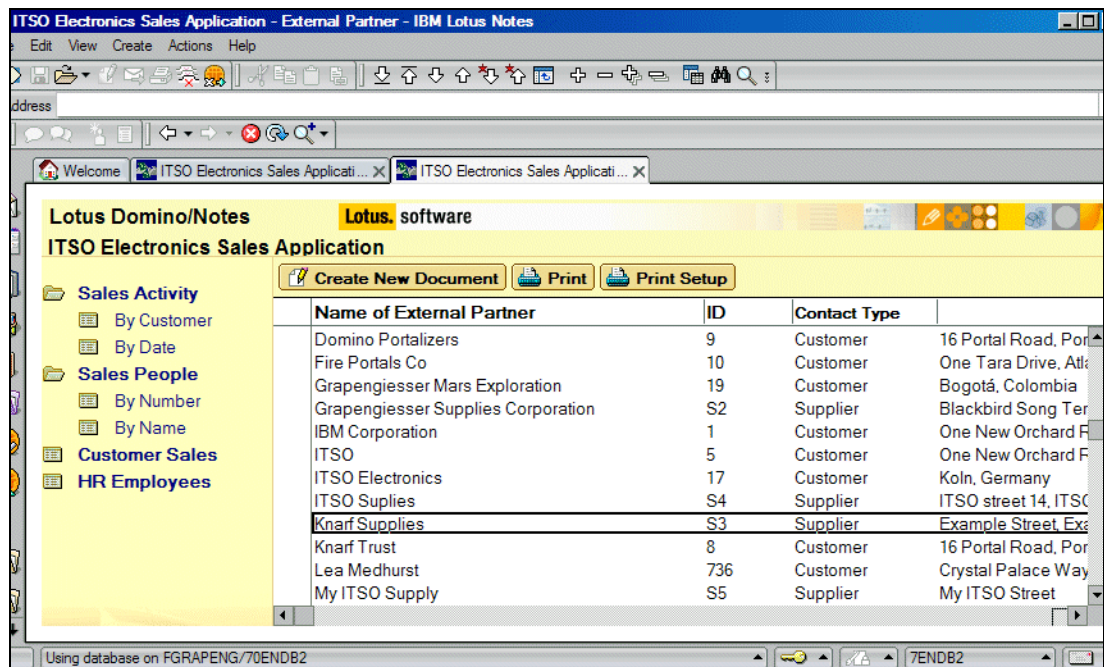 ITSO Electronics Sales Application - External Partner - IBM Lotus Notes
Edit View Create Actions Help
ddress
Welcome ITSO Electronics Sales Applicati... ITSO Electronics Sales Applicati...
Lotus Domino/Notes Lotus. software
ITSO Electronics Sales Application
Create New Document Print Print Setup
Sales Activity
By Customer
By Date
Sales People
By Number
By Name
Customer Sales
HR Employees
Name of External Partner ID Contact Type
Domino Portalizers 9 Customer 16 Portal Road, Por
Fire Portals Co 10 Customer One Tara Drive, Atla
Grapengiesser Mars Exploration 19 Customer Bogotá, Colombia
Grapengiesser Supplies Corporation S2 Supplier Blackbird Song Ter
IBM Corporation 1 Customer One New Orchard R
ITSO 5 Customer One New Orchard R
ITSO Electronics 17 Customer Koln, Germany
ITSO Suplies S4 Supplier ITSO street 14, ITSO
Knarf Supplies S3 Supplier Example Street, Exa
Knarf Trust 8 Customer 16 Portal Road, Por
Lea Medhurst 736 Customer Crystal Palace Way
My ITSO Supply S5 Supplier My ITSO Street
Using database on FGRAPENG/70ENDB2 7ENDB2